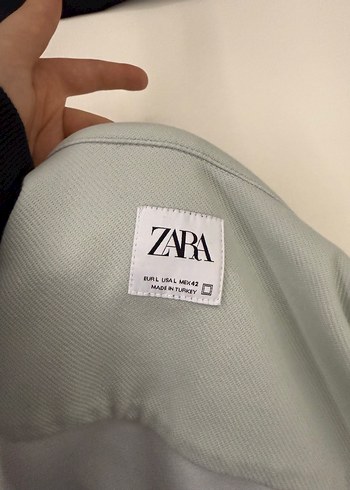 ZARA
EUR L USA L MEX 42
MADE IN TURKEY